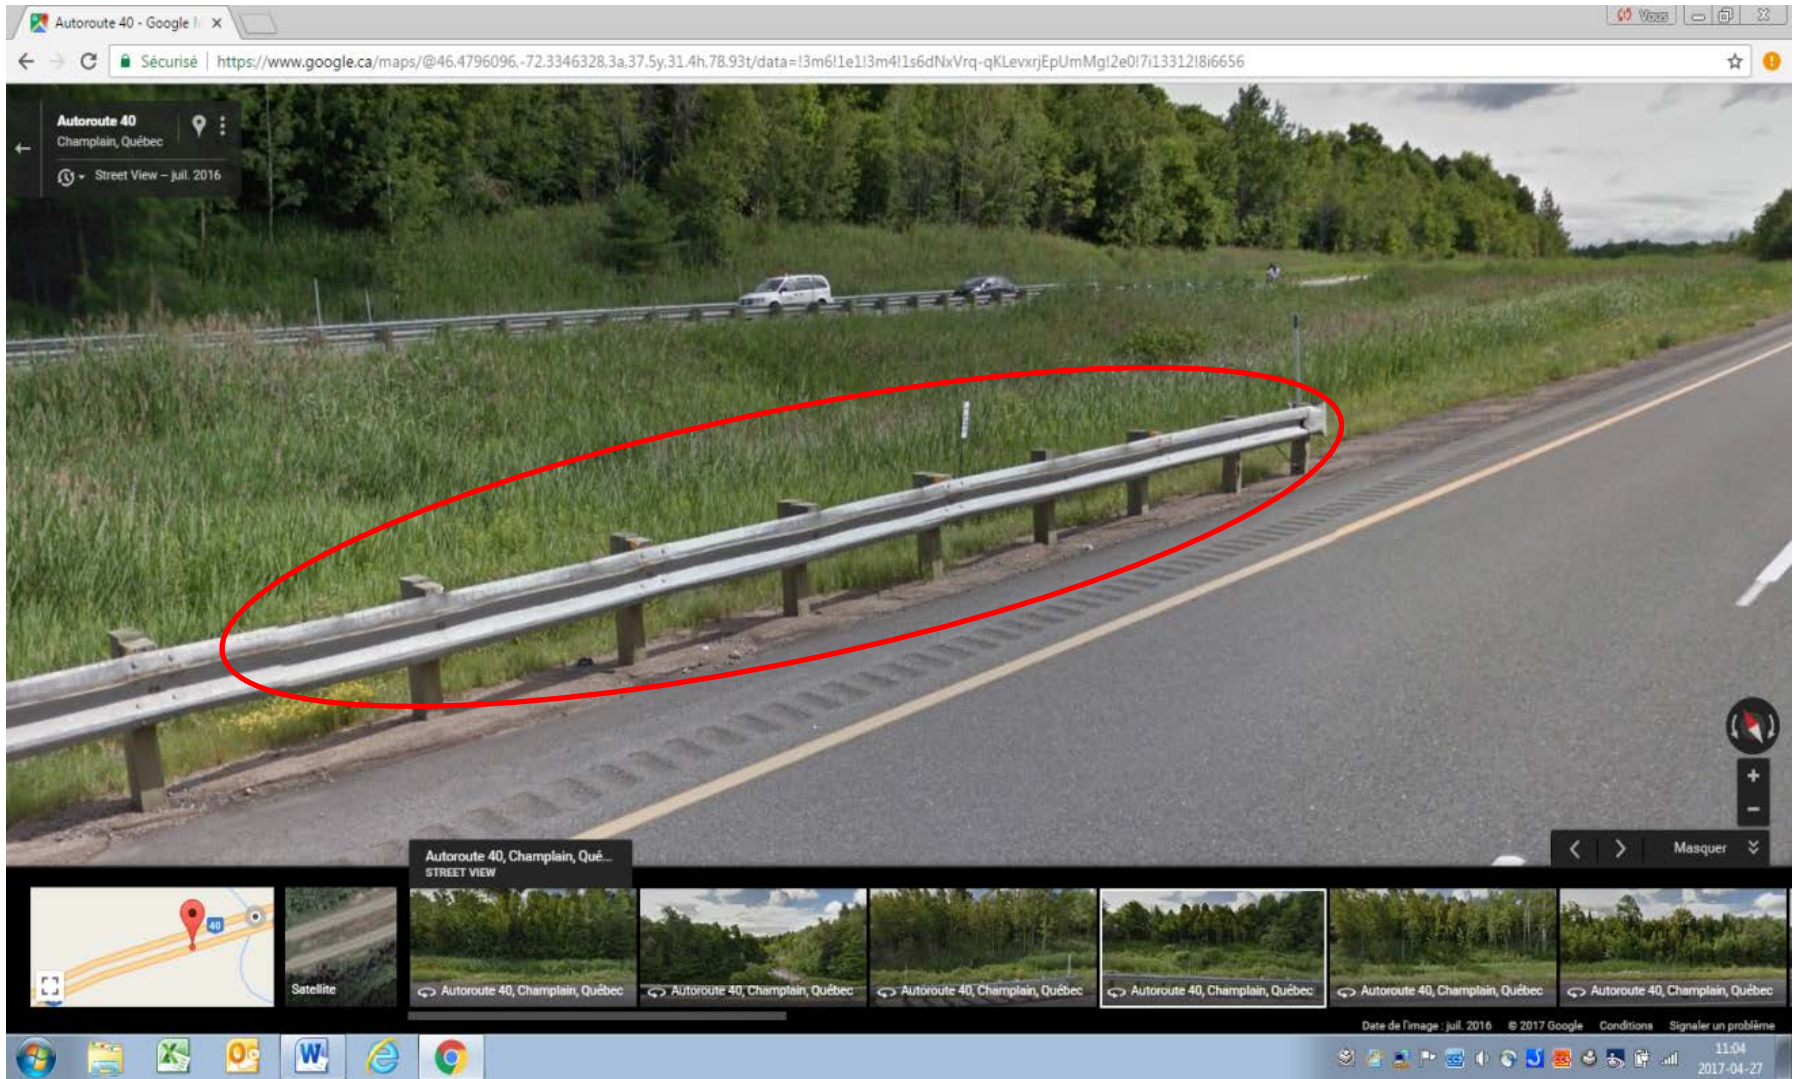 Autoroute 40 - Google
Vous
Sécurisé
https://www.google.ca/maps/@46.4796096,-72.3346328,3a,37.5y,31.4h,78.93t/data=!3m6!1e1!3m4!1s6dNxVrq-qKLevxrjEpUmMg!2e0!7i13312!8i6656
Autoroute 40
Champlain, Québec
Street View – juil. 2016
Masquer
Autoroute 40, Champlain, Qué...
STREET VIEW
40
Satellite
Autoroute 40, Champlain, Québec
Autoroute 40, Champlain, Québec
Autoroute 40, Champlain, Québec
Autoroute 40, Champlain, Québec
Autoroute 40, Champlain, Québec
Autoroute 40, Champlain, Québec
Date de l'image : juil. 2016 © 2017 Google Conditions Signaler un problème
11:04
2017-04-27